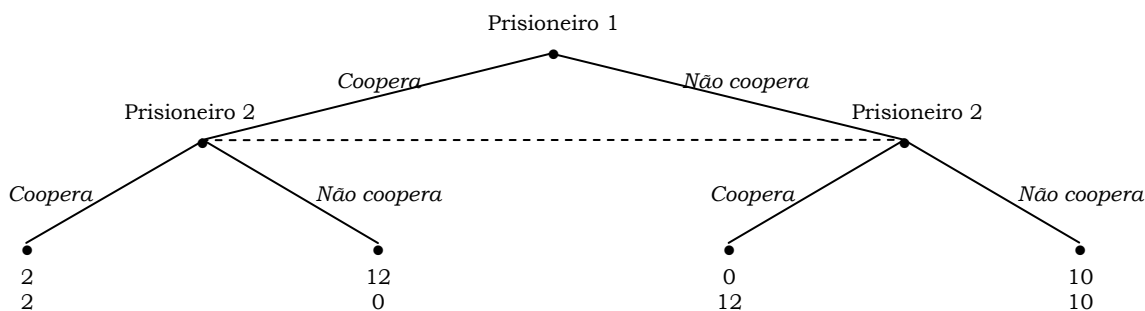 Prisioneiro 1
Coopera
Não coopera
Prisioneiro 2
Prisioneiro 2
Coopera
Não coopera
Coopera
Não coopera
2
12
0
10
2
0
12
10